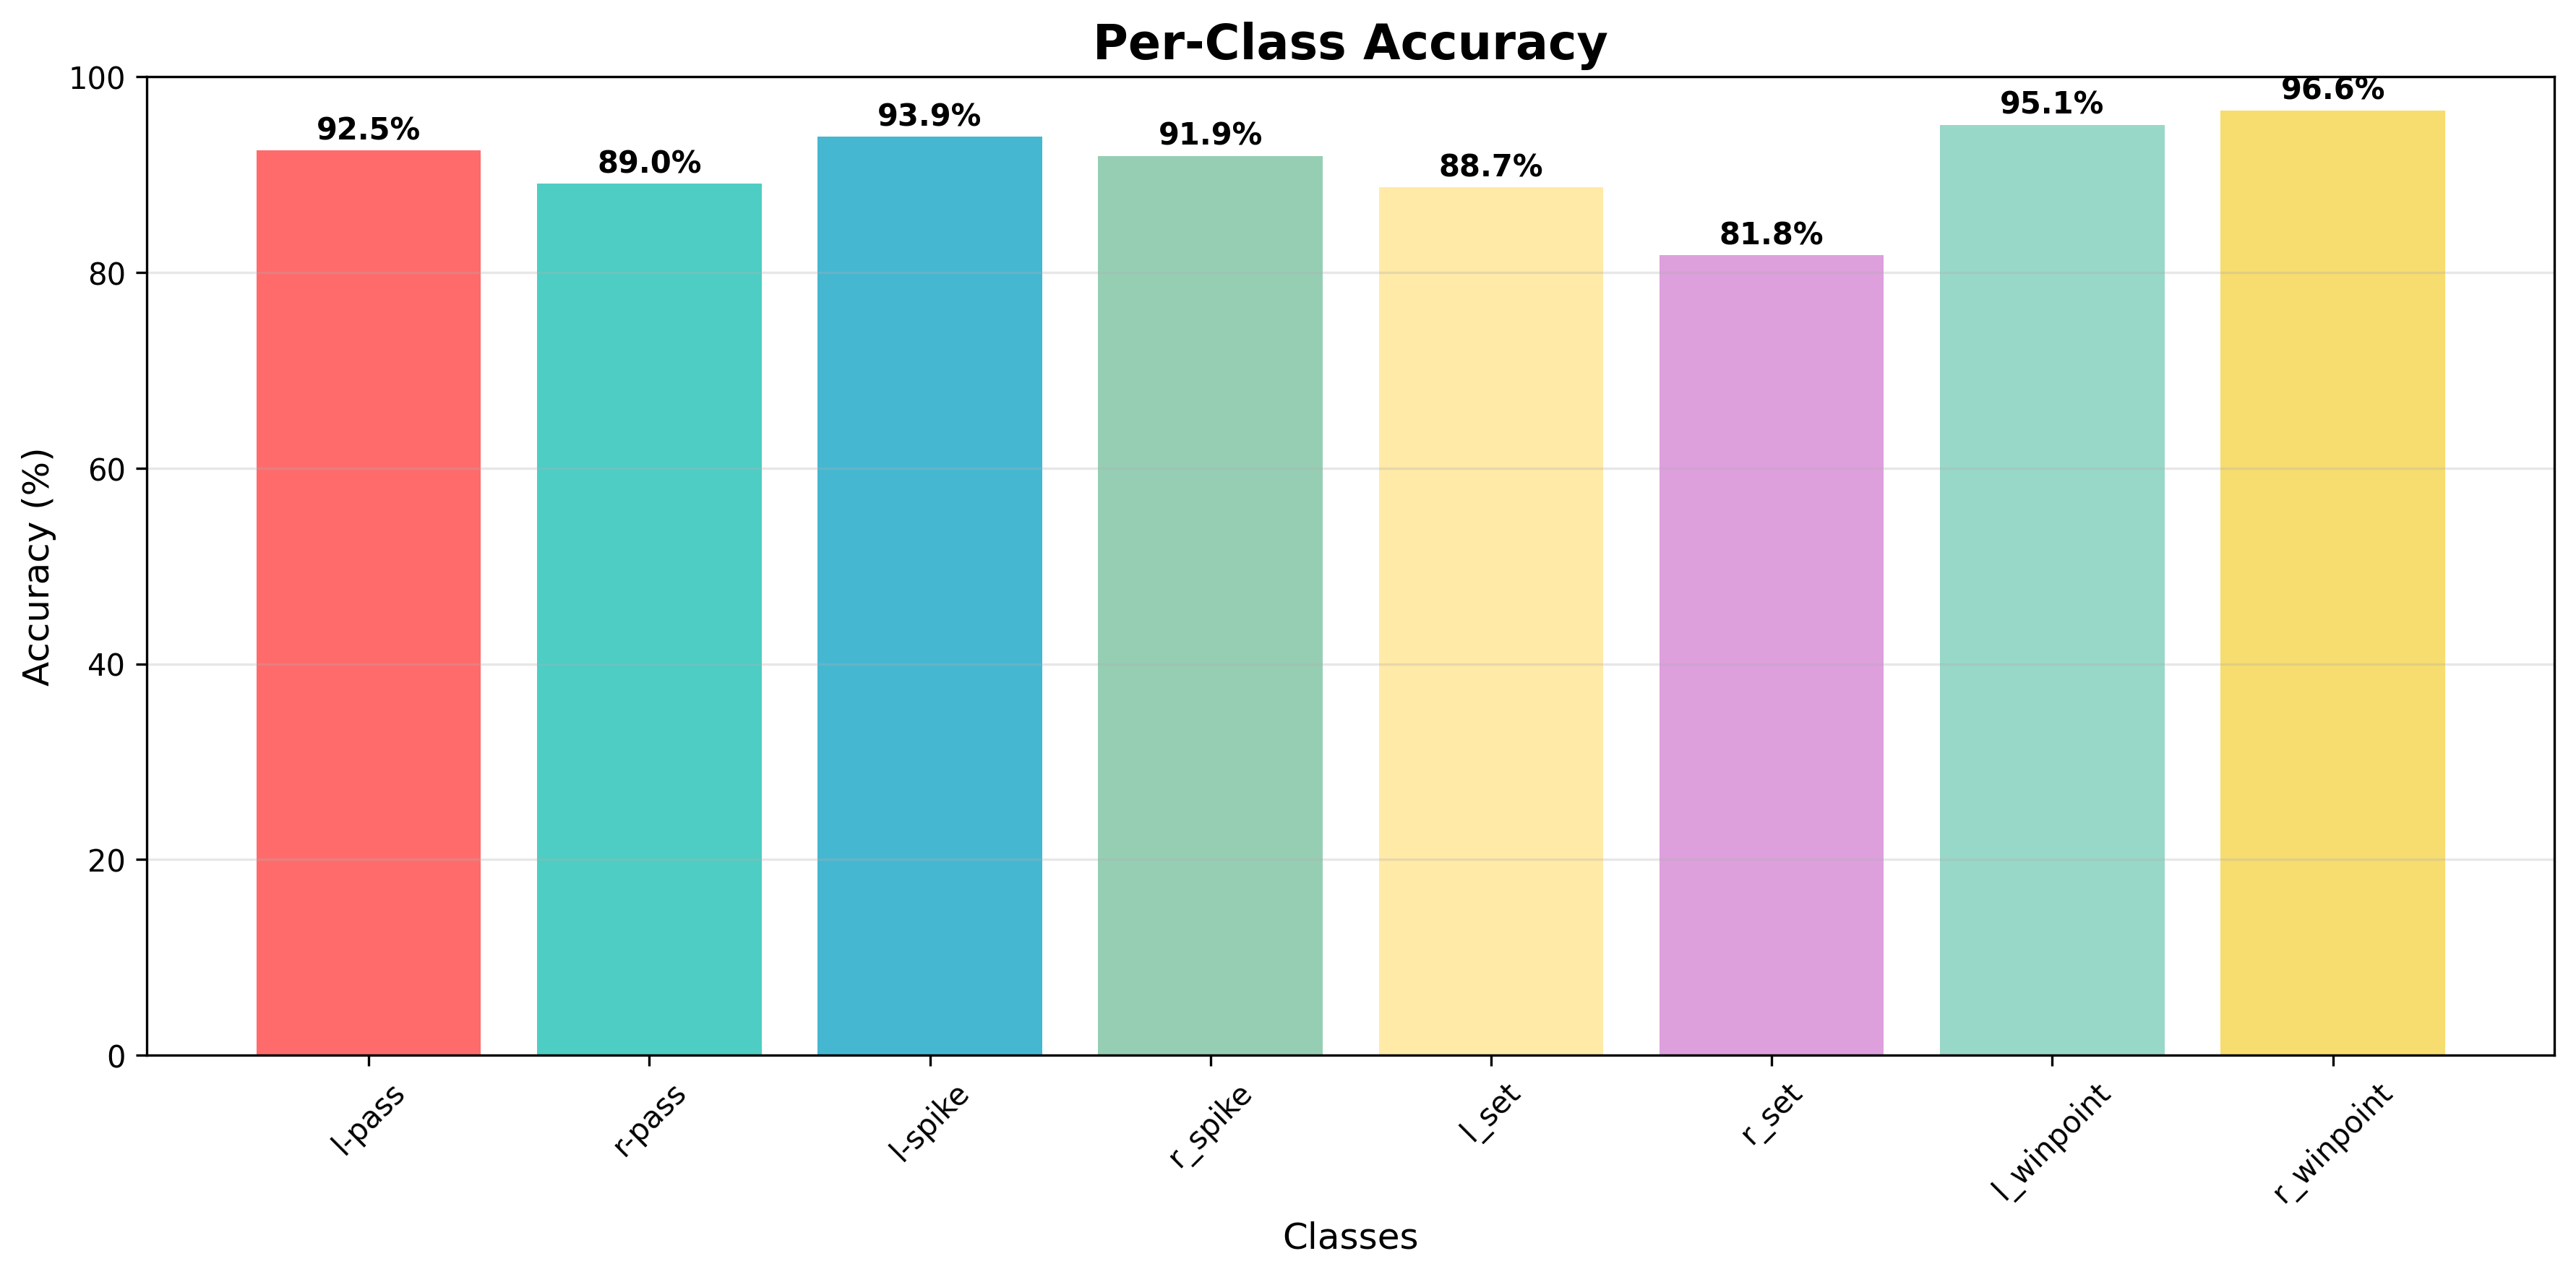 Per-Class Accuracy
100
80
60
40
20
0
Accuracy (%)
92.5%
89.0%
93.9%
91.9%
88.7%
81.8%
95.1%
96.6%
l-pass
r-pass
l-spike
r_spike
l_set
r_set
l_winpoint
r_winpoint
Classes